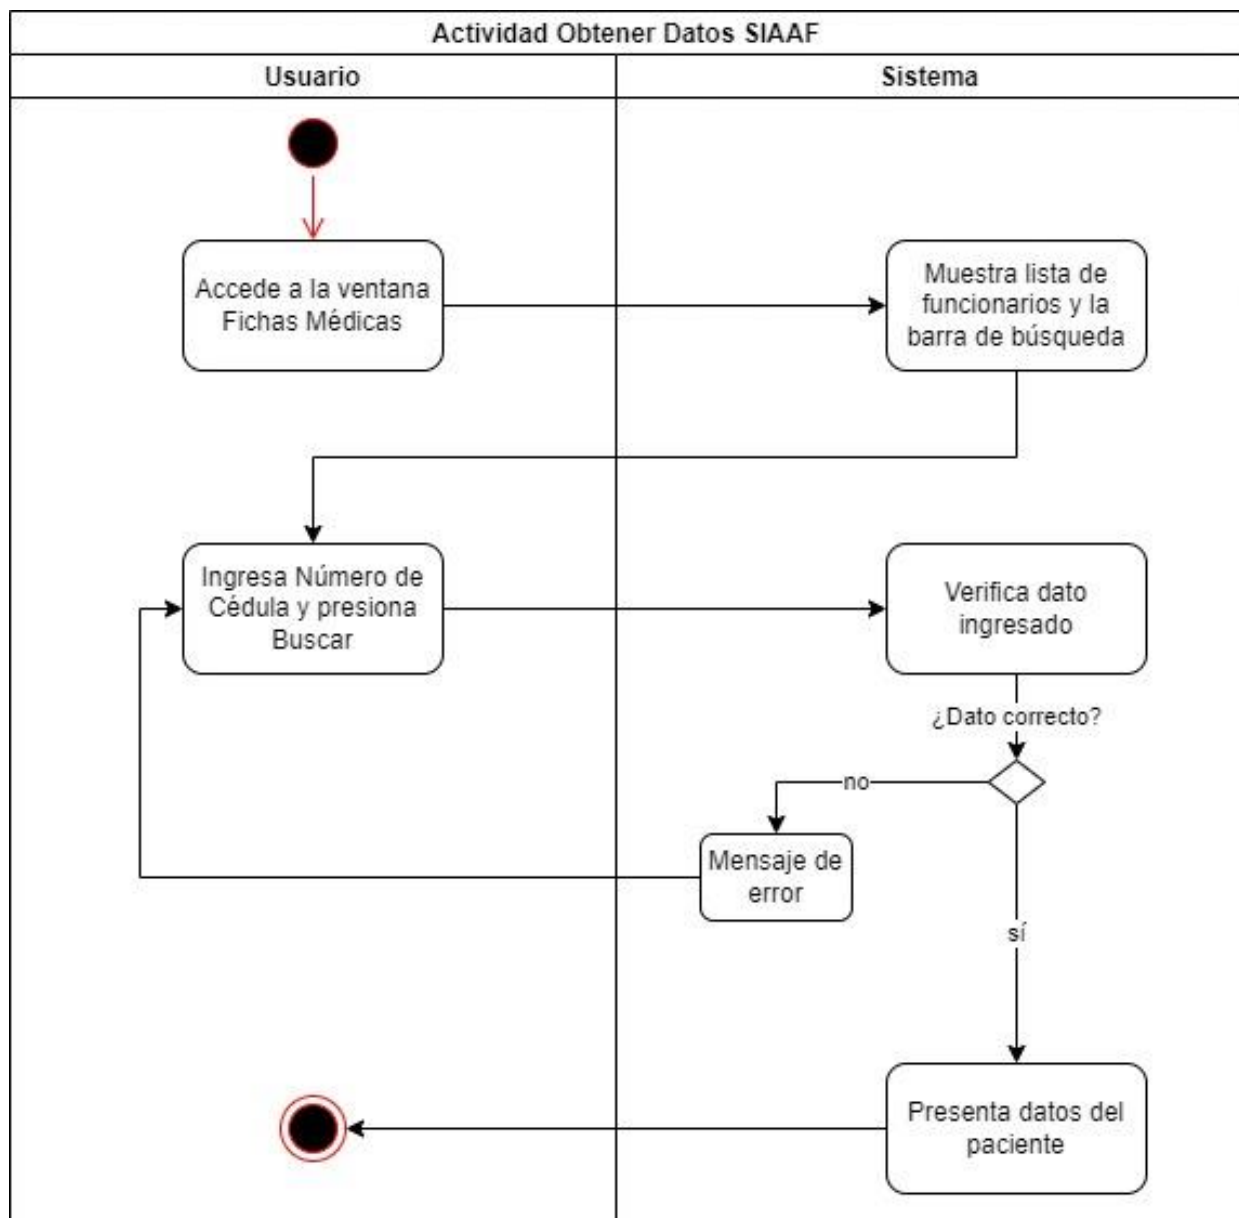 Actividad Obtener Datos SIAAF
Usuario
Sistema
Accede a la ventana
Fichas Médicas
Muestra lista de
funcionarios y la
barra de búsqueda
Ingresa Número de
Cédula y presiona
Buscar
Verifica dato
ingresado
¿Dato correcto?
no
Mensaje de
error
sí
Presenta datos del
paciente